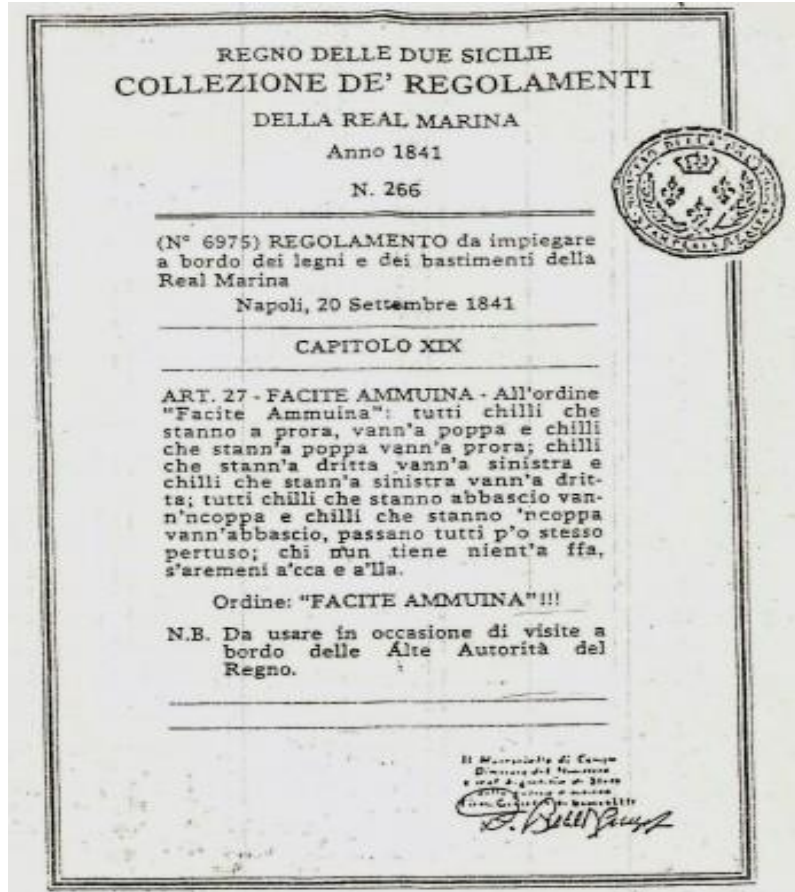 REGNO DELLE DUE SICILIE
COLLEZIONE DE' REGOLAMENTI
DELLA REAL MARINA
Anno 1841
N. 266
(N° 6975) REGOLAMENTO da impiegare
a bordo dei legni e dei bastimenti della
Real Marina
Napoli, 20 Settembre 1841
CAPITOLO XIX
ART. 27 - FACITE AMMUINA - All'ordine
"Facite Ammuina": tutti chilli che
stanno a prora, vann'a poppa e chilli
che stann'a poppa vann'a prora; chilli
che stann'a dritta vann'a sinistra e
chilli che stann'a sinistra vann'a drit-
ta; tutti chilli che stanno abbascio van-
n'ncoppa e chilli che stanno 'ncoppa
vann'abbascio, passano tutti p'o stesso
pertuso; chi nun tiene nient'a ffa,
s'aremeni a'cca e a'lla.
Ordine: "FACITE AMMUINA"!!!
N.B. Da usare in occasione di visite a
bordo delle Alte Autorità del
Regno.
Il Maresciallo di Campo